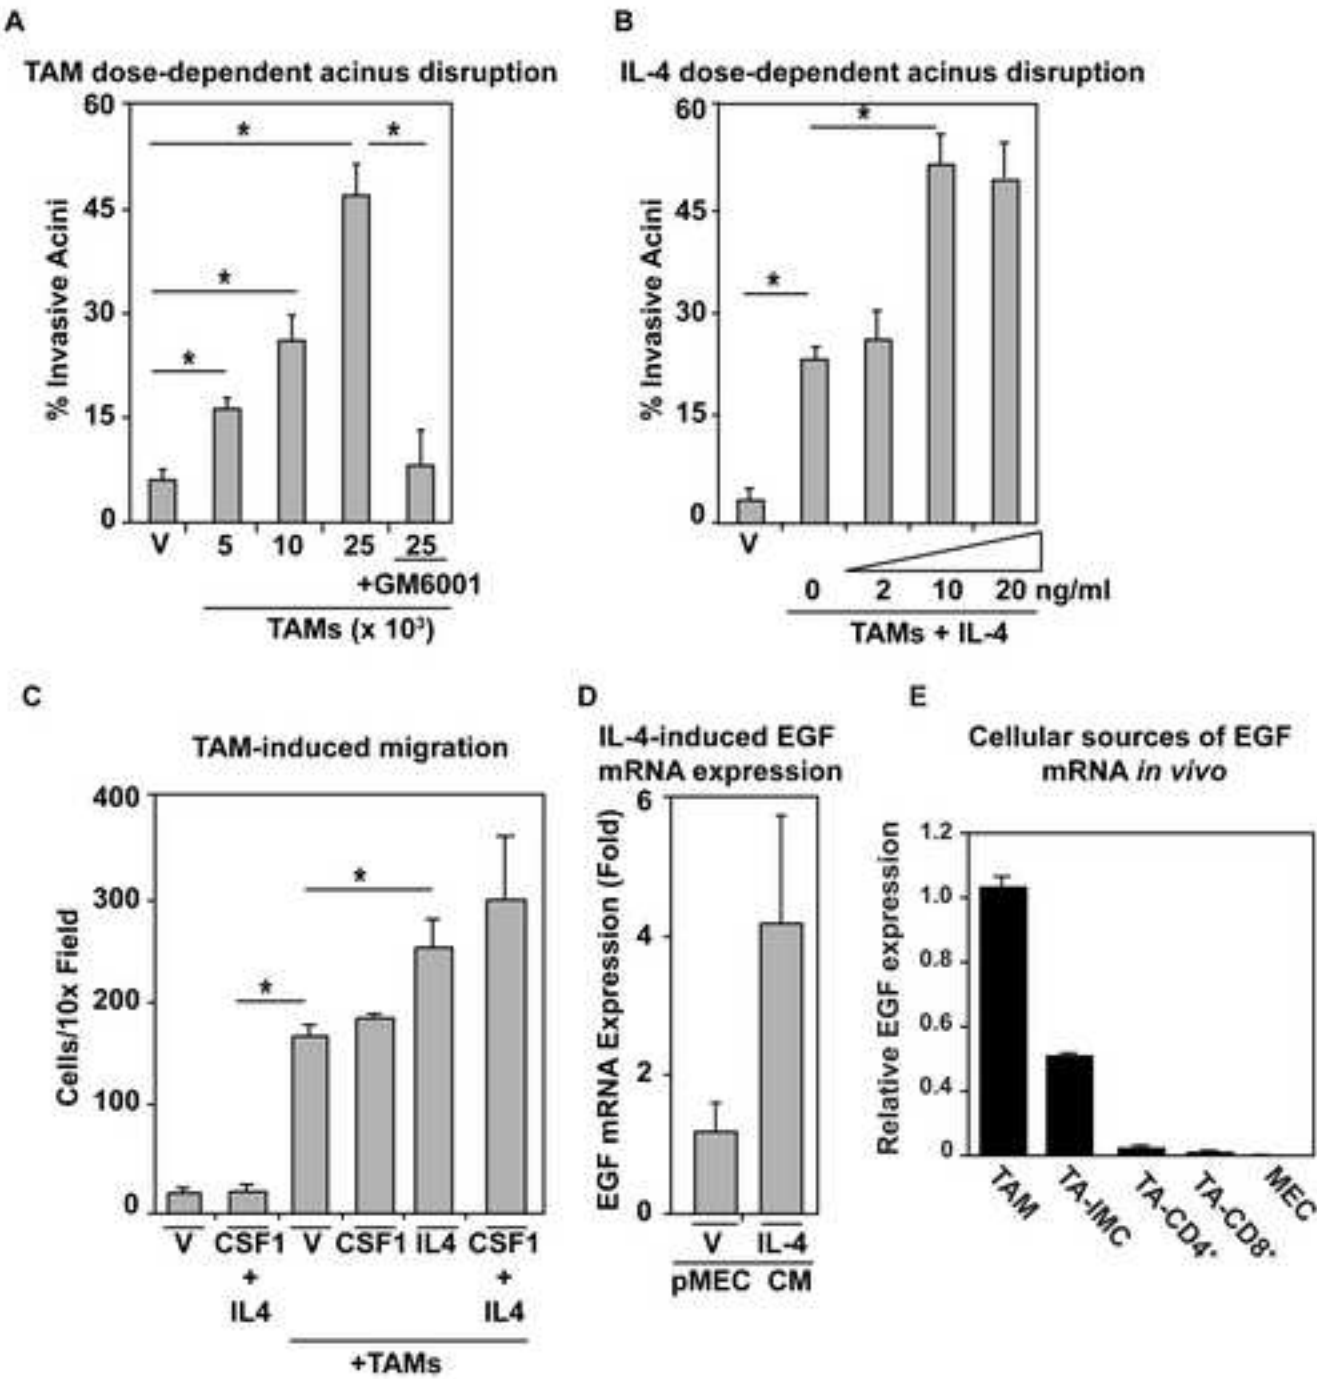 A
TAM dose-dependent acinus disruption
60
45
30
15
0
% Invasive Acini
*
*
*
*
V 5 10 25 25
+GM6001
TAMs (x 10³)
B
IL-4 dose-dependent acinus disruption
60
45
30
15
0
% Invasive Acini
*
*
V
0 2 10 20 ng/ml
TAMs + IL-4
C
TAM-induced migration
400
300
200
100
0
Cells/10x Field
*
*
V CSF1 V CSF1 IL4 CSF1
+ +
IL4 IL4
+TAMs
D
IL-4-induced EGF
mRNA expression
6
4
2
0
EGF mRNA Expression (Fold)
V IL-4
pMEC CM
E
Cellular sources of EGF
mRNA in vivo
1.2
1.0
0.8
0.6
0.4
0
Relative EGF expression
TAM
TA-IMC
TA-CD4⁺
TA-CD8⁺
MEC